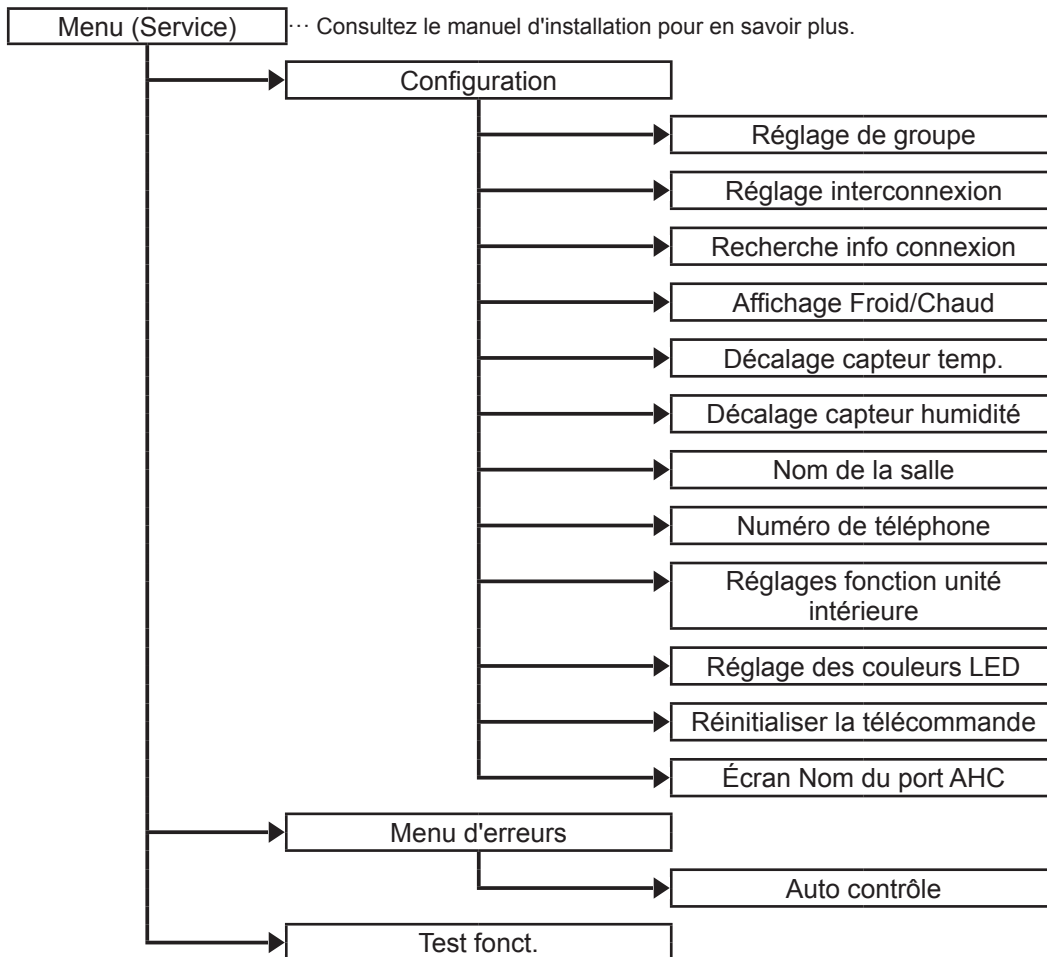 Menu (Service) ··· Consultez le manuel d'installation pour en savoir plus.
Configuration
Réglage de groupe
Réglage interconnexion
Recherche info connexion
Affichage Froid/Chaud
Décalage capteur temp.
Décalage capteur humidité
Nom de la salle
Numéro de téléphone
Réglages fonction unité
intérieure
Réglage des couleurs LED
Réinitialiser la télécommande
Écran Nom du port AHC
Menu d'erreurs
Auto contrôle
Test fonct.